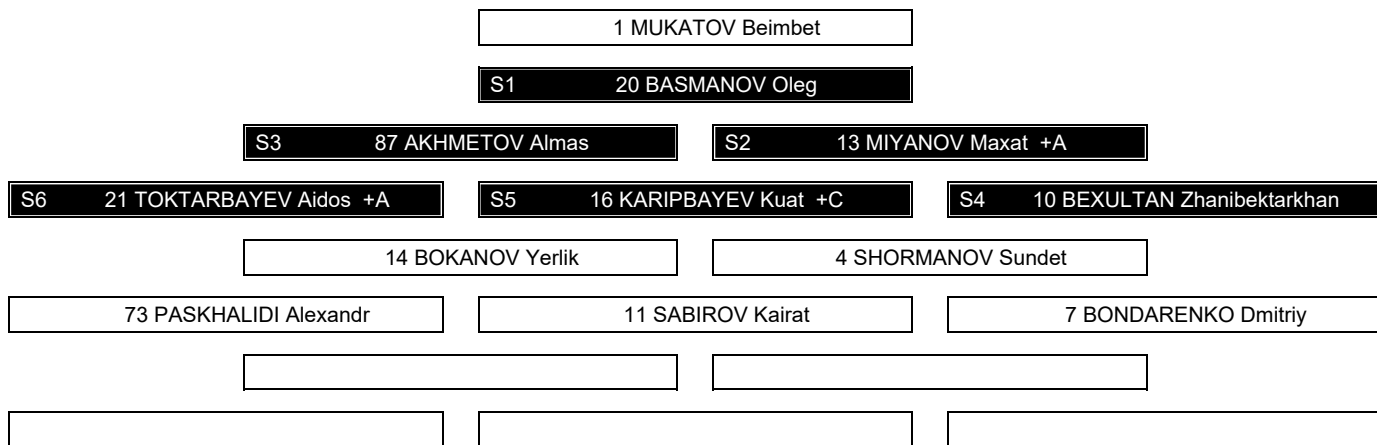 1 MUKATOV Beimbet
S1 20 BASMANOV Oleg
S3 87 AKHMETOV Almas S2 13 MIYANOV Maxat +A
S6 21 TOKTARBAYEV Aidos +A S5 16 KARIPBAYEV Kuat +C S4 10 BEXULTAN Zhanibektarkhan
14 BOKANOV Yerlik 4 SHORMANOV Sundet
73 PASKHALIDI Alexandr 11 SABIROV Kairat 7 BONDARENKO Dmitriy